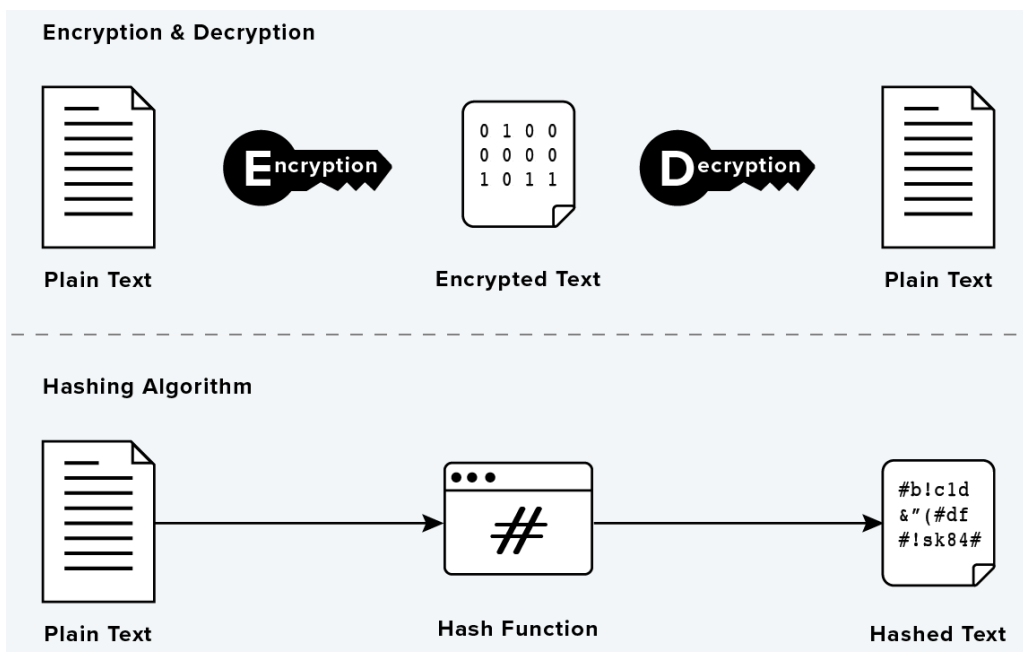 Encryption & Decryption
Encryption
0 1 0 0
0 0 0 0
1 0 1 1
Decryption
Plain Text
Encrypted Text
Plain Text
Hashing Algorithm
#
#b!c1d
&"(#df
#!sk84#
Plain Text
Hash Function
Hashed Text